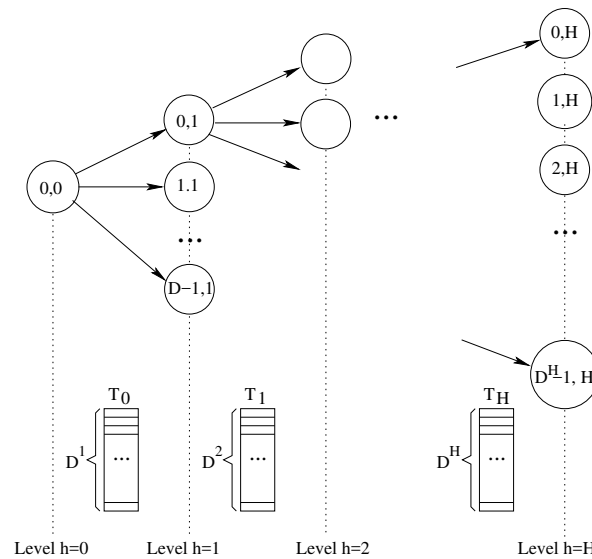 0,H
0,1
1,H
...
0,0
1.1
2,H
...
...
D−1,1
D^H−1, H
T0
T1
TH
D^1
...
D^2
...
D^H
...
Level h=0
Level h=1
Level h=2
Level h=H